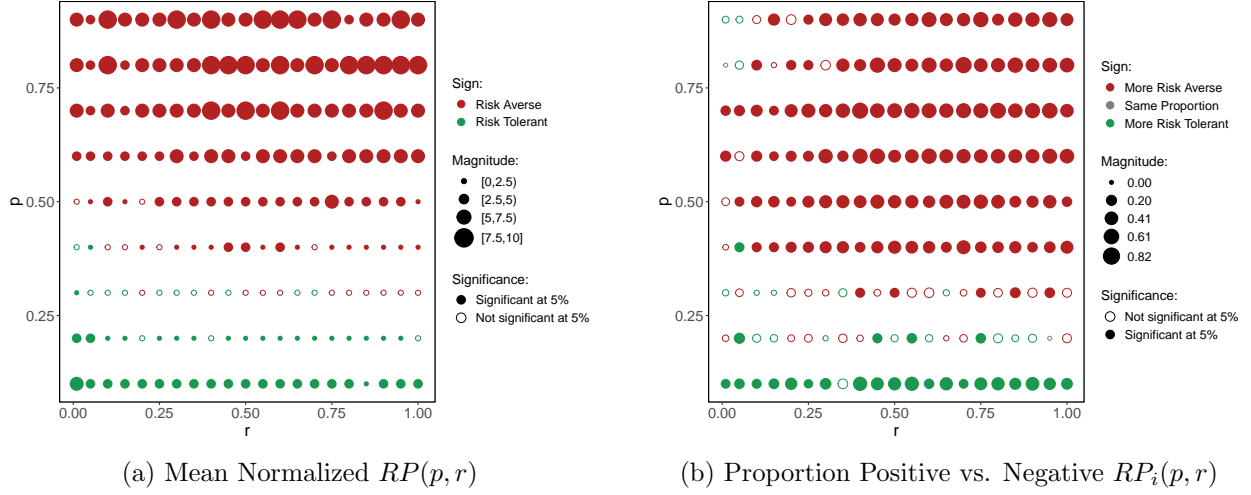 0.75
0.50
0.25
p
0.00
0.25
0.50
0.75
1.00
r
Sign:
Risk Averse
Risk Tolerant
Magnitude:
[0,2.5)
[2.5,5)
[5,7.5)
[7.5,10]
Significance:
Significant at 5%
Not significant at 5%
(a) Mean Normalized RP(p, r)
0.75
0.50
0.25
p
0.00
0.25
0.50
0.75
1.00
r
Sign:
More Risk Averse
Same Proportion
More Risk Tolerant
Magnitude:
0.00
0.20
0.41
0.61
0.82
Significance:
Not significant at 5%
Significant at 5%
(b) Proportion Positive vs. Negative RP_i(p, r)